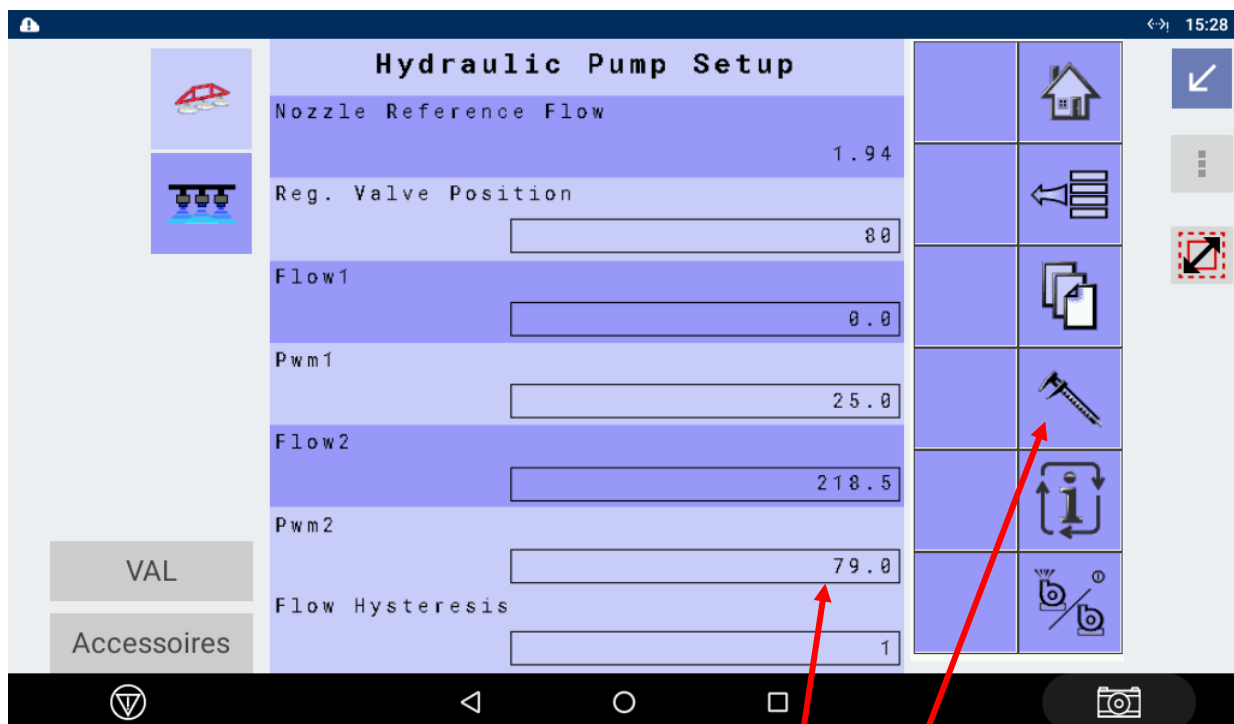 15:28
Hydraulic Pump Setup
Nozzle Reference Flow
1.94
Reg. Valve Position
80
Flow1
0.0
Pwm1
25.0
Flow2
218.5
Pwm2
79.0
Flow Hysteresis
1
VAL
Accessoires